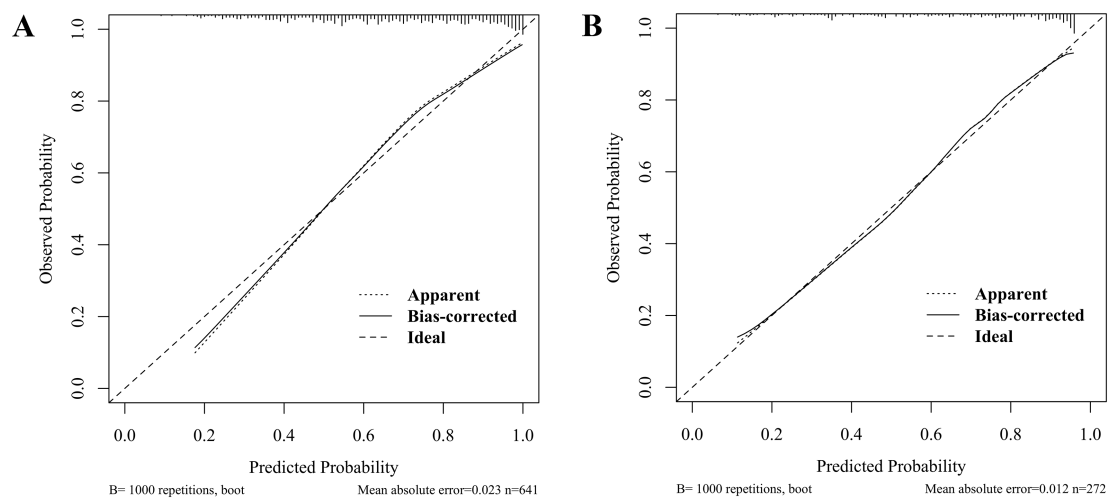 A
Observed Probability
0.0 0.2 0.4 0.6 0.8 1.0
Apparent
Bias-corrected
Ideal
0.0 0.2 0.4 0.6 0.8 1.0
Predicted Probability
B= 1000 repetitions, boot
Mean absolute error=0.023 n=641
B
Observed Probability
0.0 0.2 0.4 0.6 0.8 1.0
Apparent
Bias-corrected
Ideal
0.0 0.2 0.4 0.6 0.8 1.0
Predicted Probability
B= 1000 repetitions, boot
Mean absolute error=0.012 n=272